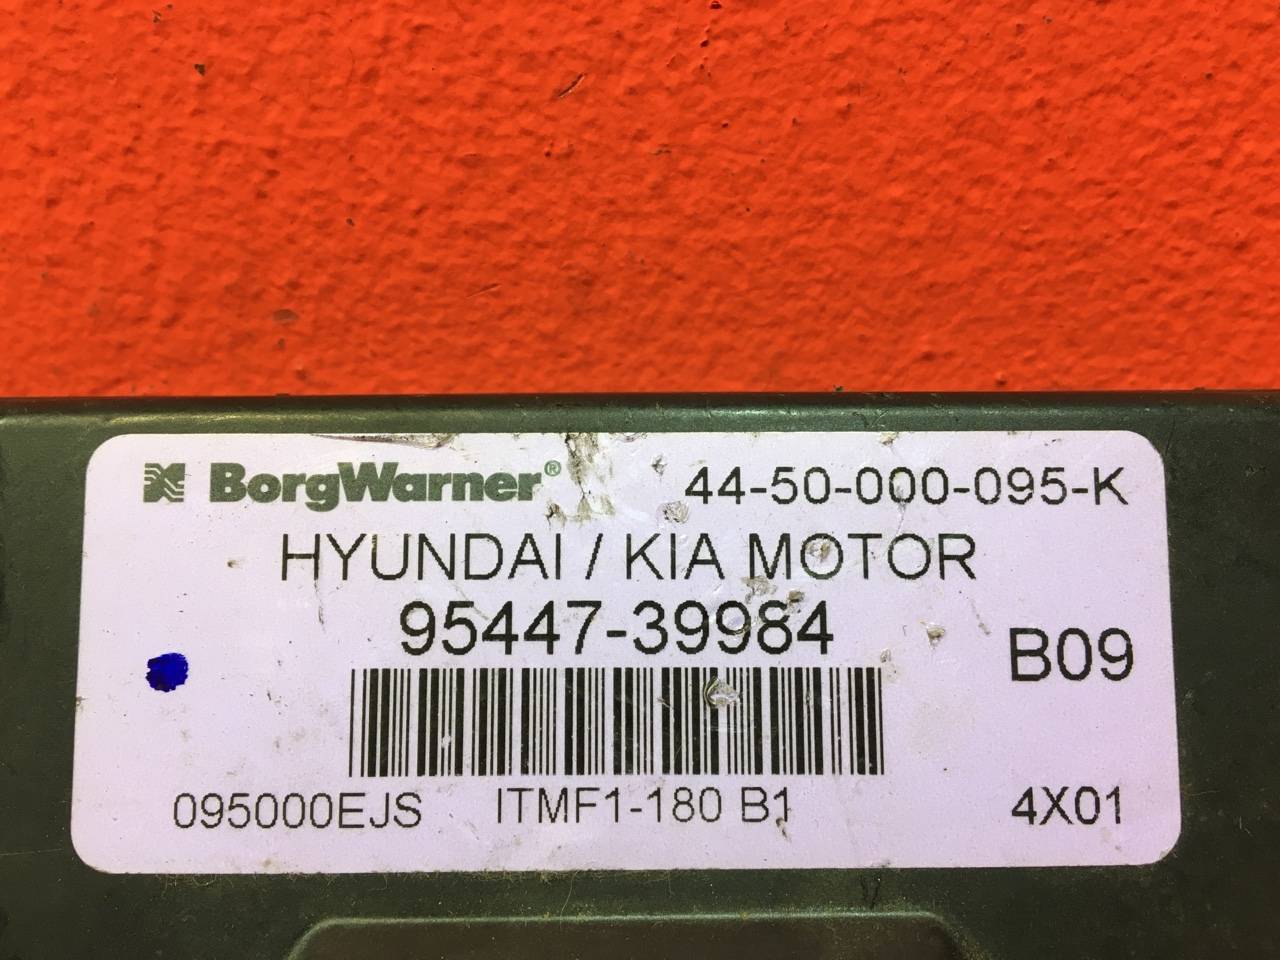 BorgWarner® 44-50-000-095-K
HYUNDAI / KIA MOTOR
95447-39984
B09
095000EJS ITMF1-180 B1 4X01